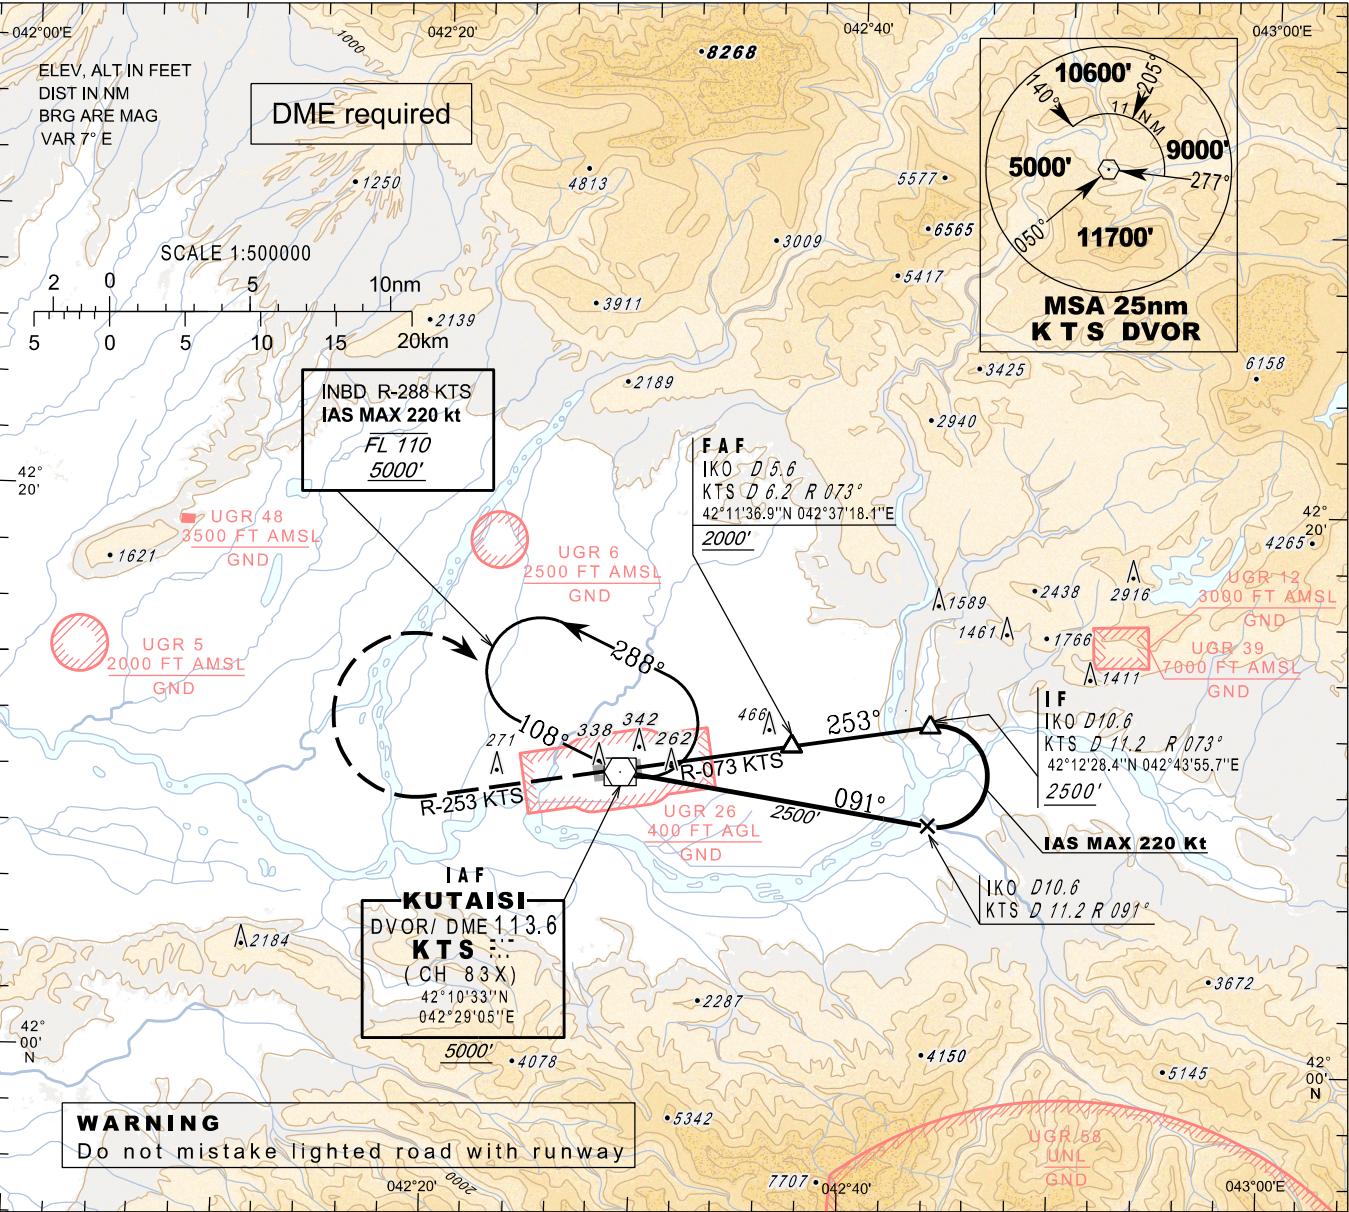 042°00'E
042°20'
042°40'
043°00'E
ELEV, ALT IN FEET
DIST IN NM
BRG ARE MAG
VAR 7° E
DME required
1000
8268
10600'
140°
205°
11 NM
9000'
5000'
277°
050°
11700'
MSA 25nm
KTS DVOR
1250
4813
5577
6565
3009
5417
3911
SCALE 1:500000
2 0 5 10nm
5 0 5 10 15 20km
2139
2189
3425
6158
2940
INBD R-288 KTS
IAS MAX 220 kt
FL 110
5000'
FAF
IKO D 5.6
KTS D 6.2 R 073°
42°11'36.9"N 042°37'18.1"E
2000'
42°
20'
42°
20'
4265
UGR 48
3500 FT AMSL
GND
1621
UGR 6
2500 FT AMSL
GND
UGR 5
2000 FT AMSL
GND
1589
2438
2916
1461
1766
1411
UGR 12
3000 FT AMSL
GND
UGR 39
7000 FT AMSL
GND
288°
108°
271
338
342
262
466
253°
R-073 KTS
R-253 KTS
091°
2500'
UGR 26
400 FT AGL
GND
IF
IKO D10.6
KTS D 11.2 R 073°
42°12'28.4"N 042°43'55.7"E
2500'
IAS MAX 220 Kt
IKO D10.6
KTS D 11.2 R 091°
IAF
KUTAISI
DVOR/ DME 113.6
KTS
(CH 83X)
42°10'33"N
042°29'05"E
5000'
2184
2287
3672
4078
4150
5145
5342
7707
42°
00'
N
42°
00'
N
WARNING
Do not mistake lighted road with runway
UGR 58
UNL
GND
042°20'
2000
042°40'
043°00'E